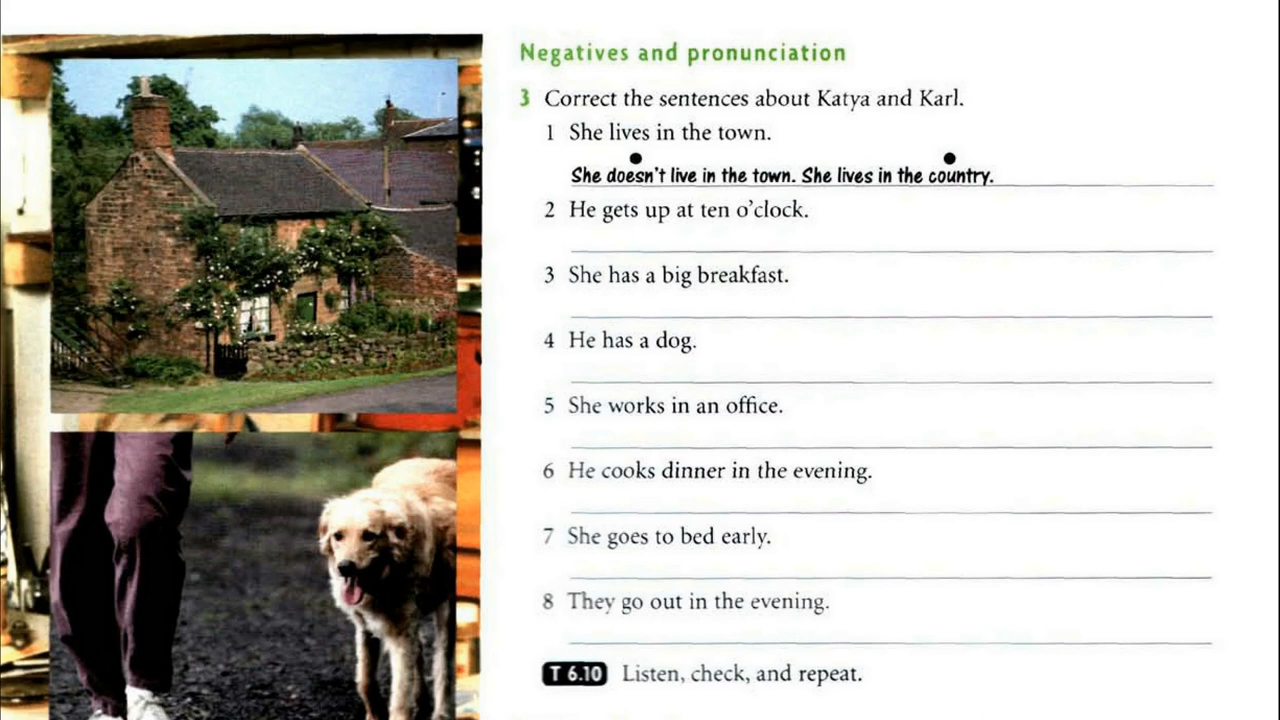 Negatives and pronunciation
3 Correct the sentences about Katya and Karl.
1 She lives in the town.
She doesn't live in the town. She lives in the country.
2 He gets up at ten o'clock.
3 She has a big breakfast.
4 He has a dog.
5 She works in an office.
6 He cooks dinner in the evening.
7 She goes to bed early.
8 They go out in the evening.
T 6.10 Listen, check, and repeat.